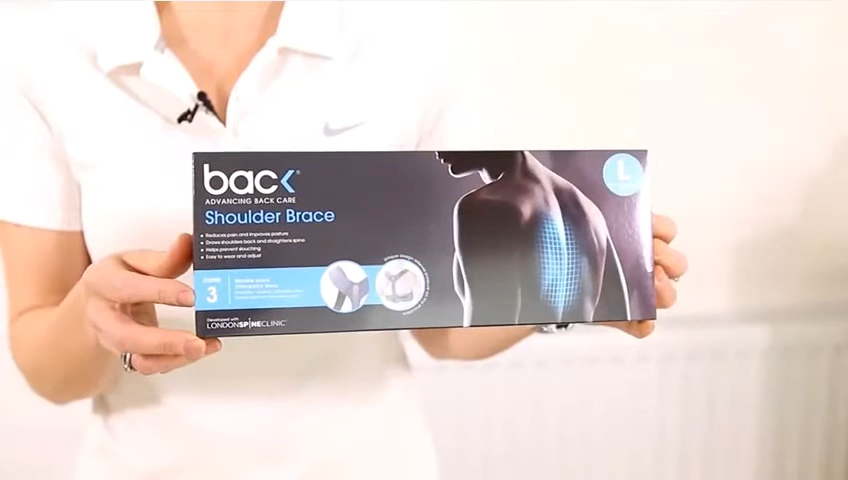 back®
ADVANCING BACK CARE
Shoulder Brace
Reduces pain and improves posture
Draws shoulders back and straightens spine
Helps prevent slouching
Easy to wear and adjust
3
Developed with
LONDONSPINECLINIC
L